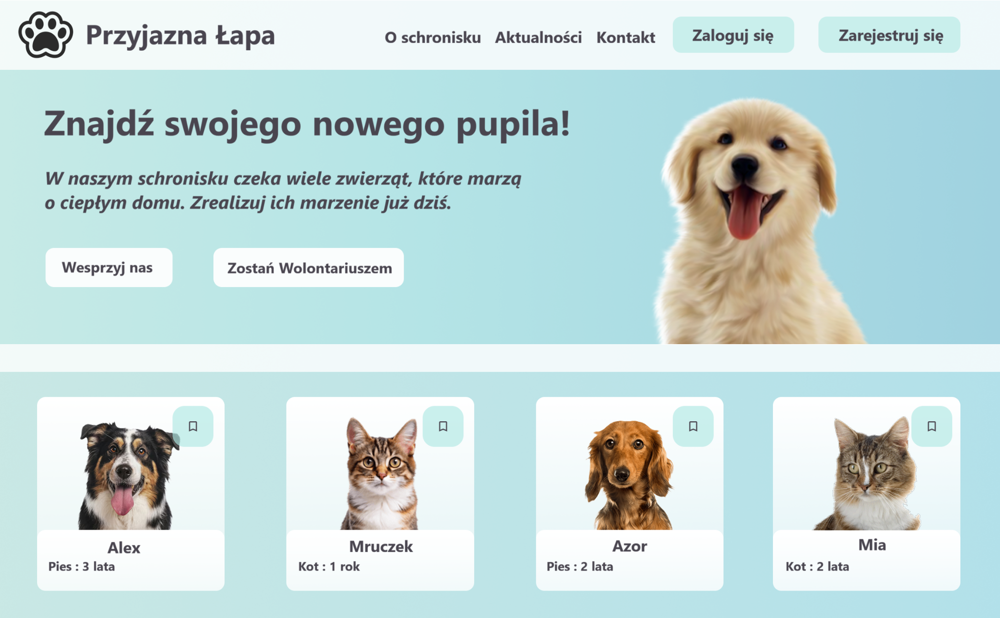 Przyjazna Łapa
O schronisku
Aktualności
Kontakt
Zaloguj się
Zarejestruj się
Znajdź swojego nowego pupila!
W naszym schronisku czeka wiele zwierząt, które marzą
o ciepłym domu. Zrealizuj ich marzenie już dziś.
Wesprzyj nas
Zostań Wolontariuszem
Alex
Pies : 3 lata
Mruczek
Kot : 1 rok
Azor
Pies : 2 lata
Mia
Kot : 2 lata